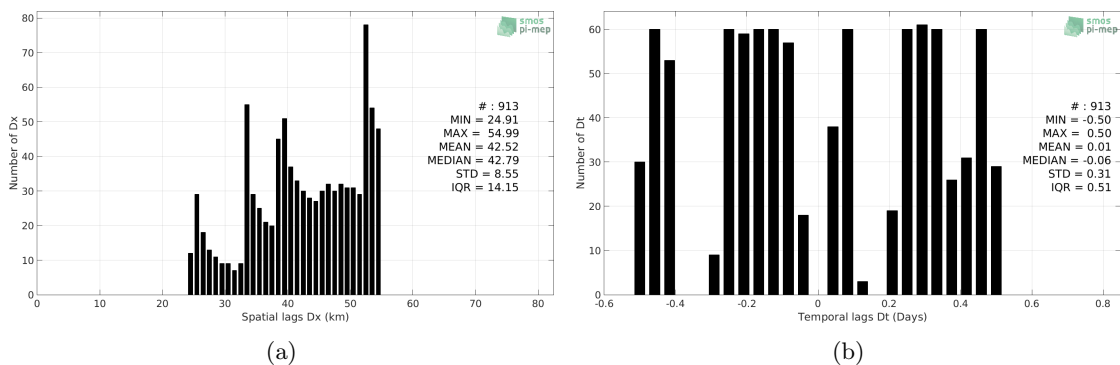 80
70
60
50
40
30
20
10
0
Number of Dx
0 10 20 30 40 50 60 70 80
Spatial lags Dx (km)
smos
pi-mep
# : 913
MIN = 24.91
MAX = 54.99
MEAN = 42.52
MEDIAN = 42.79
STD = 8.55
IQR = 14.15
(a)
60
50
40
30
20
10
0
Number of Dt
-0.6 -0.4 -0.2 0 0.2 0.4 0.6 0.8
Temporal lags Dt (Days)
smos
pi-mep
# : 913
MIN = -0.50
MAX = 0.50
MEAN = 0.01
MEDIAN = -0.06
STD = 0.31
IQR = 0.51
(b)